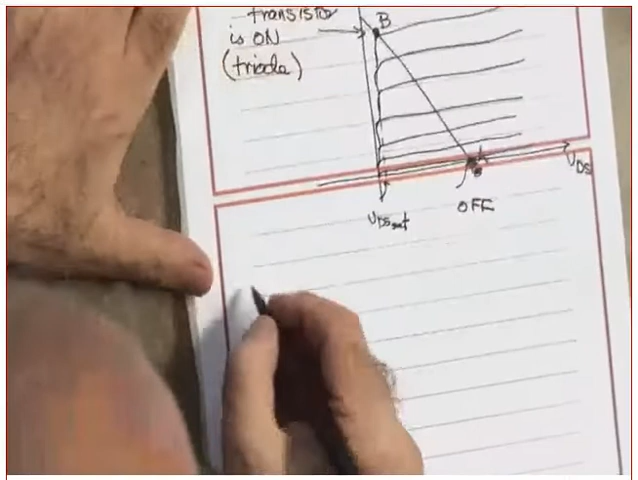 transistor
is ON
(triode)
B
A
VDS
VDSsat
OFF